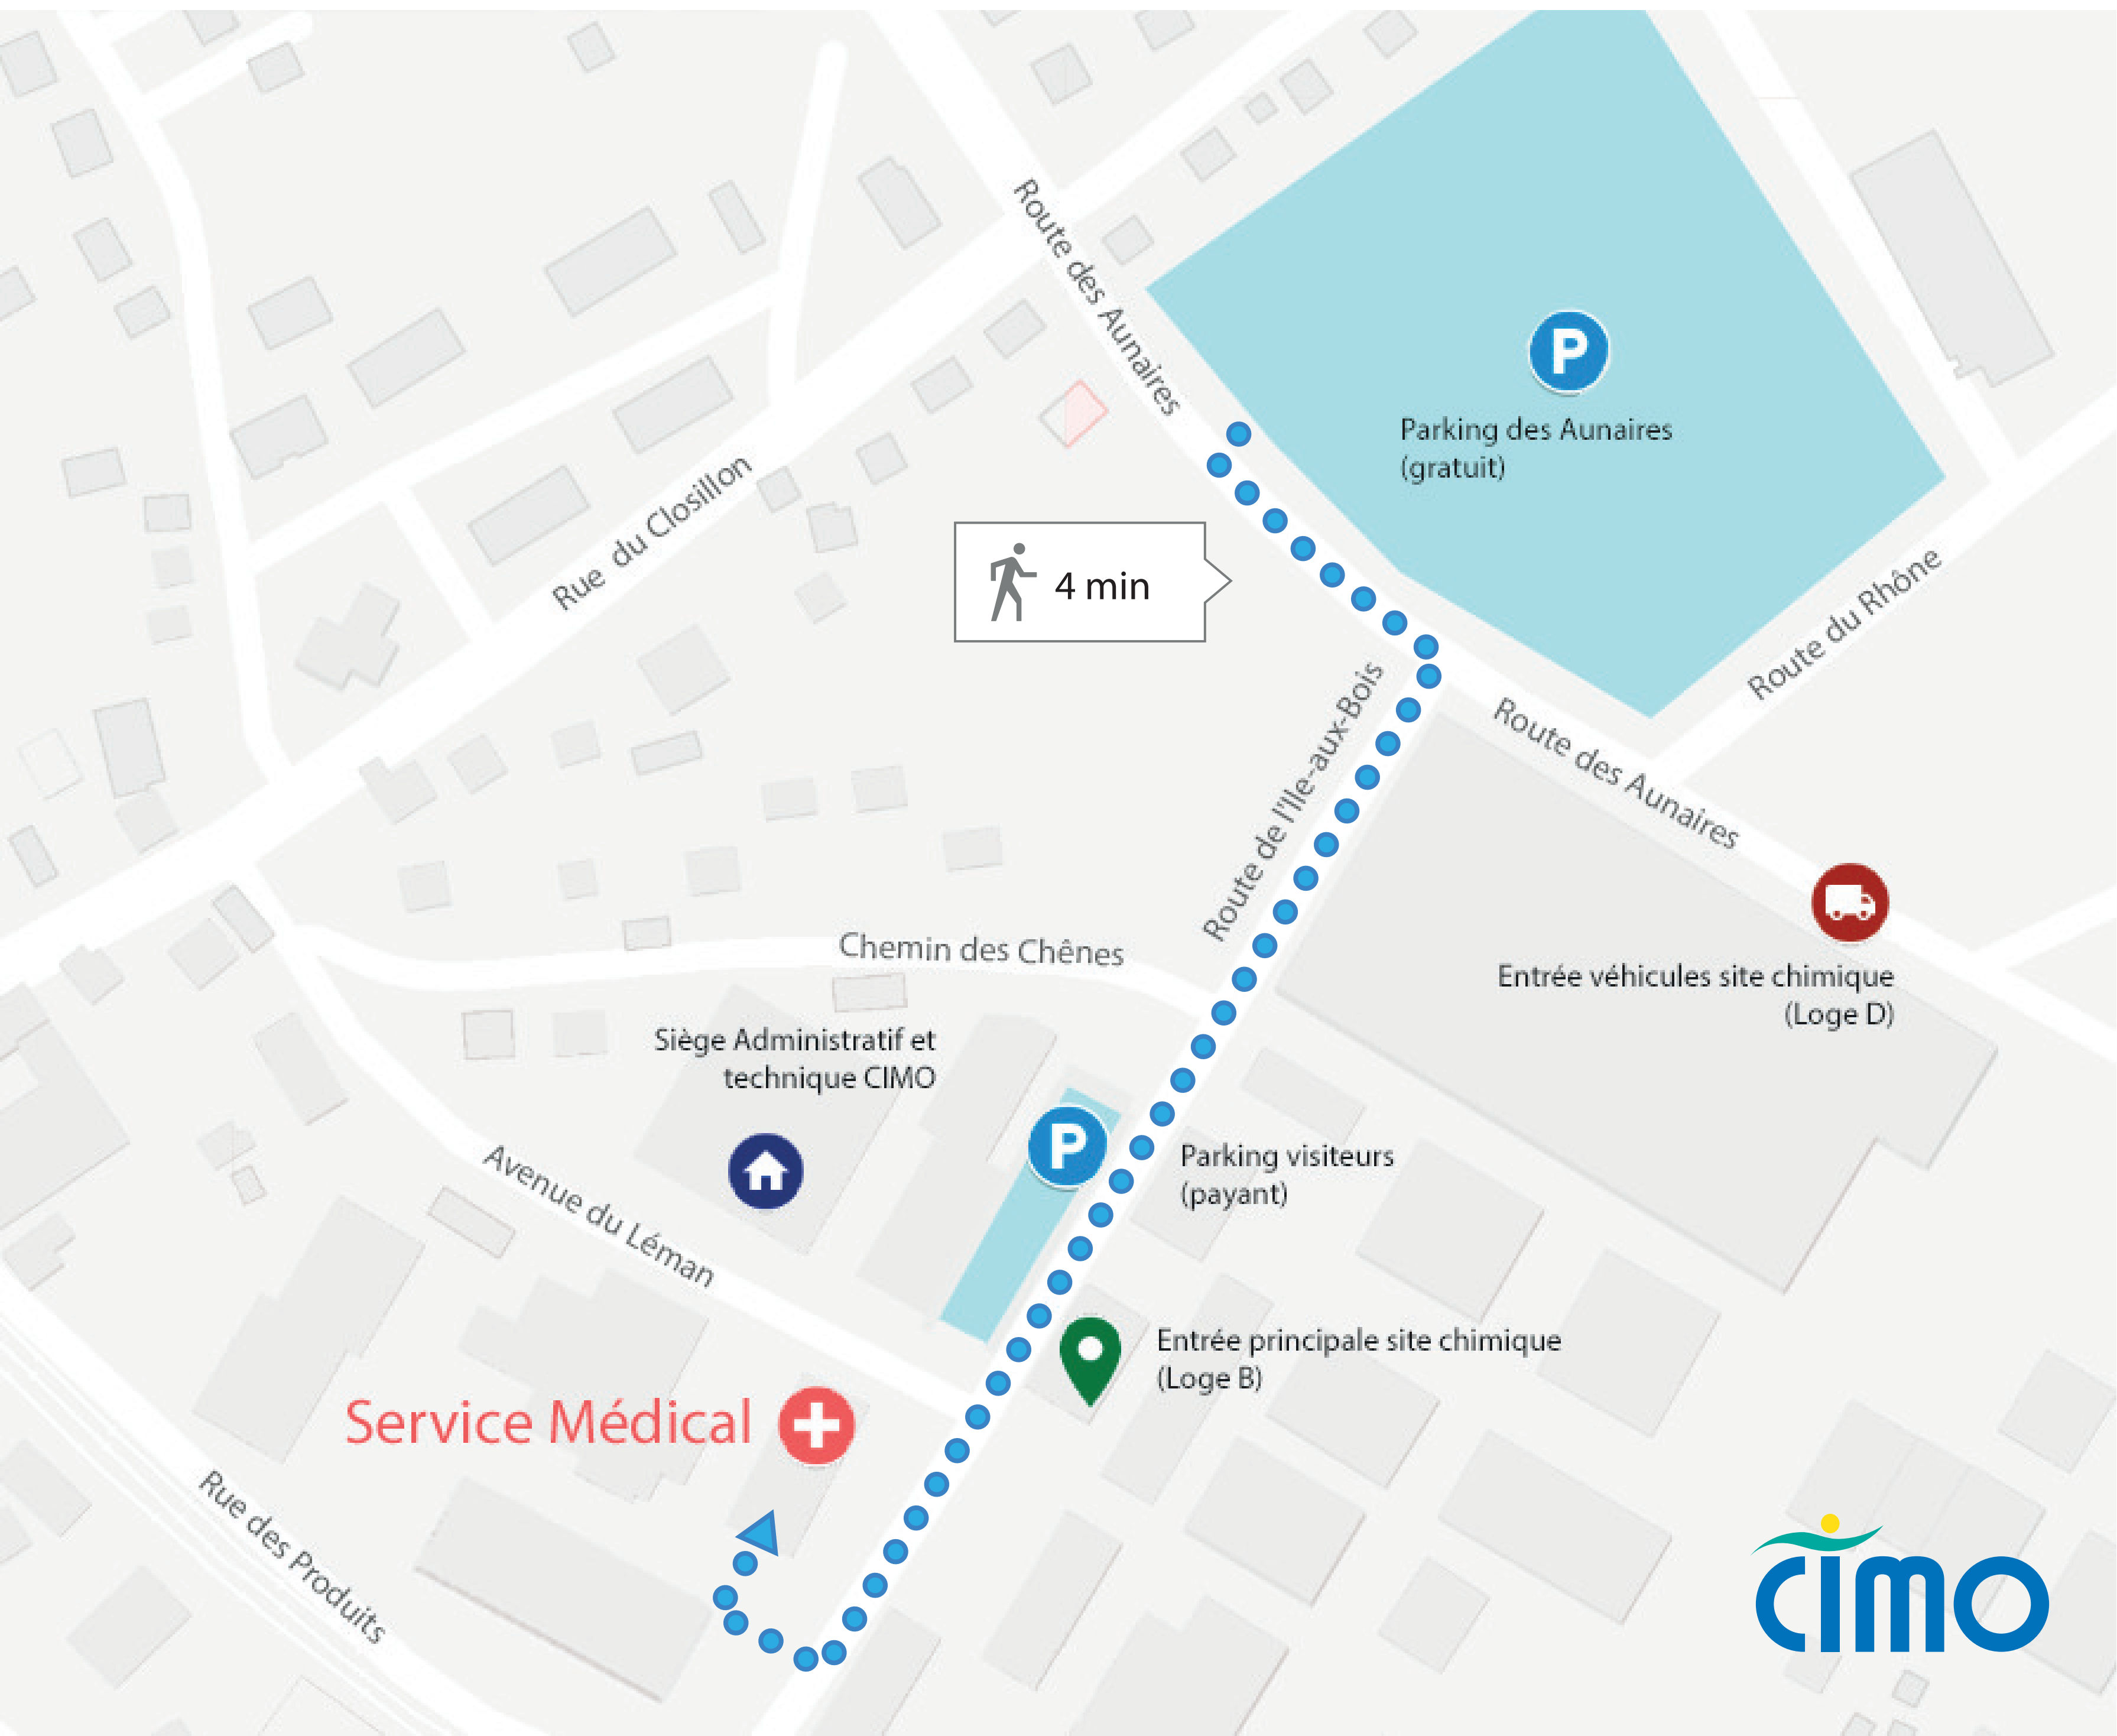 Route des Aunaires
P
Parking des Aunaires
(gratuit)
Rue du Closillon
4 min
Route du Rhône
Route de l'Ile-aux-Bois
Route des Aunaires
Chemin des Chênes
Entrée véhicules site chimique
(Loge D)
Siège Administratif et
technique CIMO
P
Parking visiteurs
(payant)
Avenue du Léman
Entrée principale site chimique
(Loge B)
Service Médical
Rue des Produits
cimo